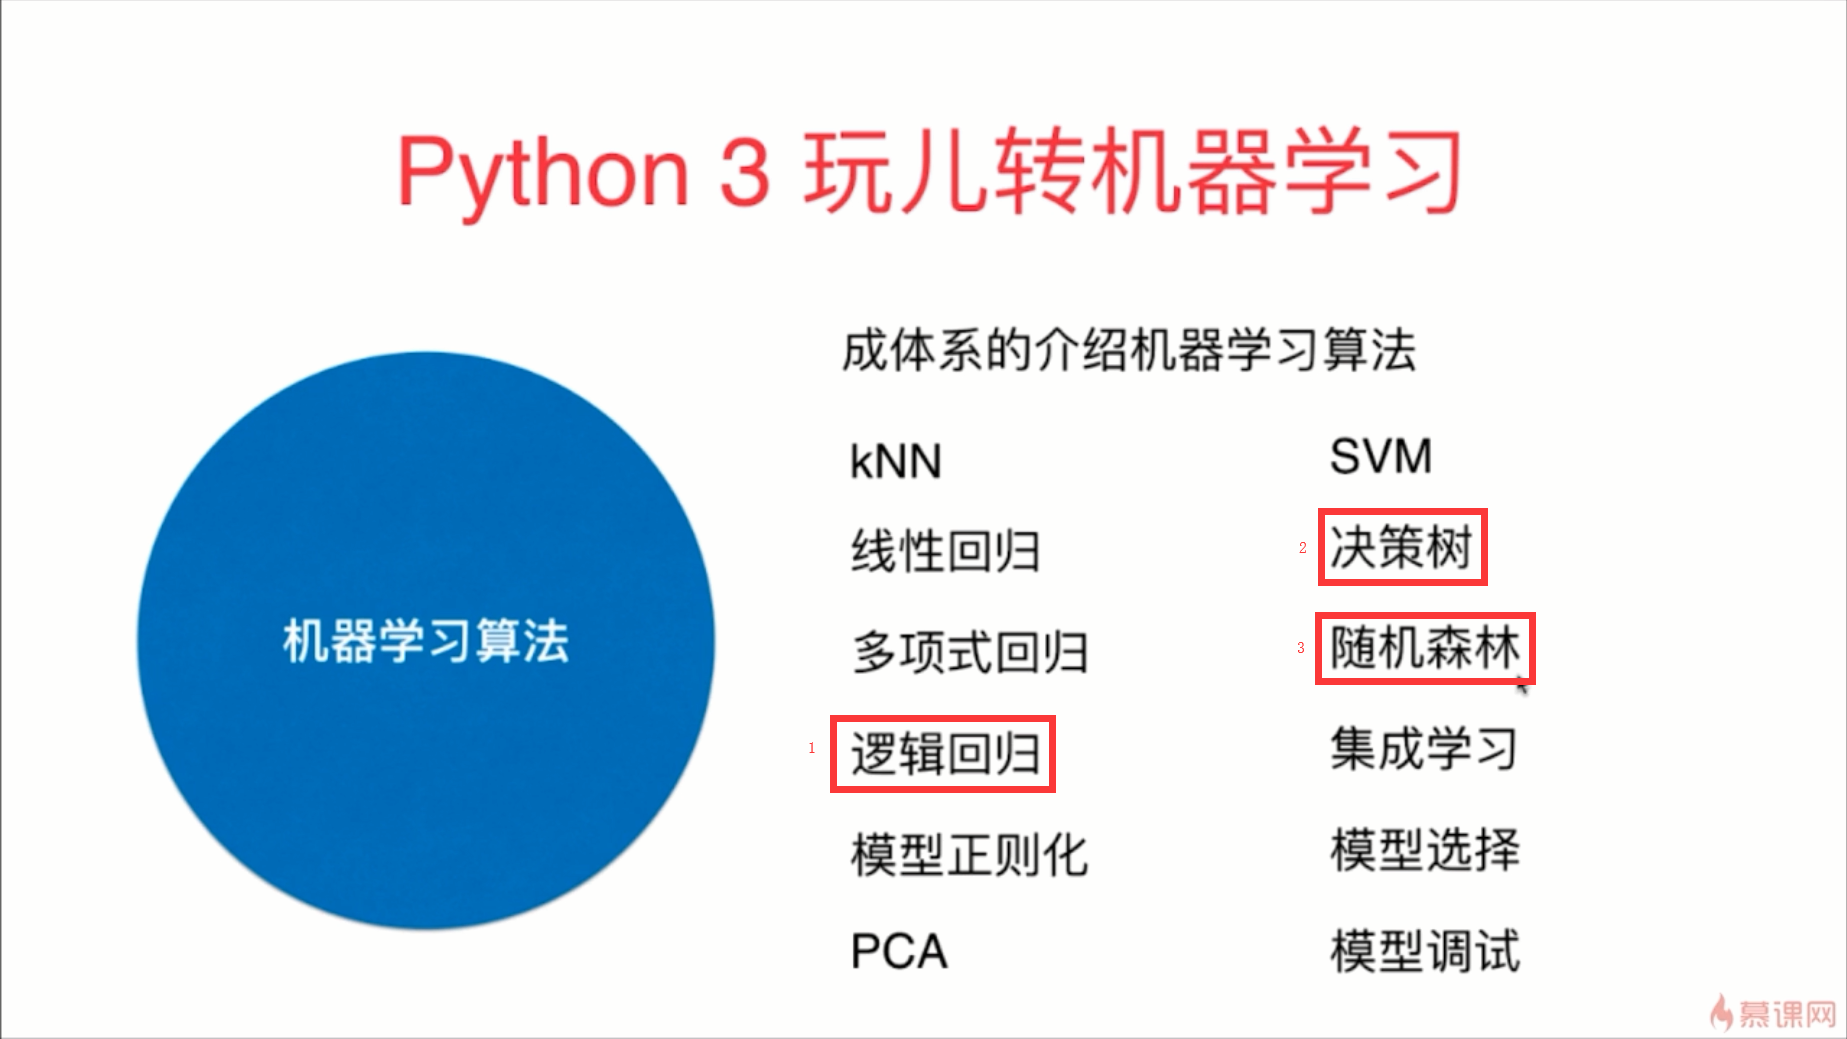 Python 3 玩儿转机器学习
机器学习算法
成体系的介绍机器学习算法
kNN
线性回归
多项式回归
1 逻辑回归
模型正则化
PCA
SVM
2 决策树
3 随机森林
集成学习
模型选择
模型调试
慕课网